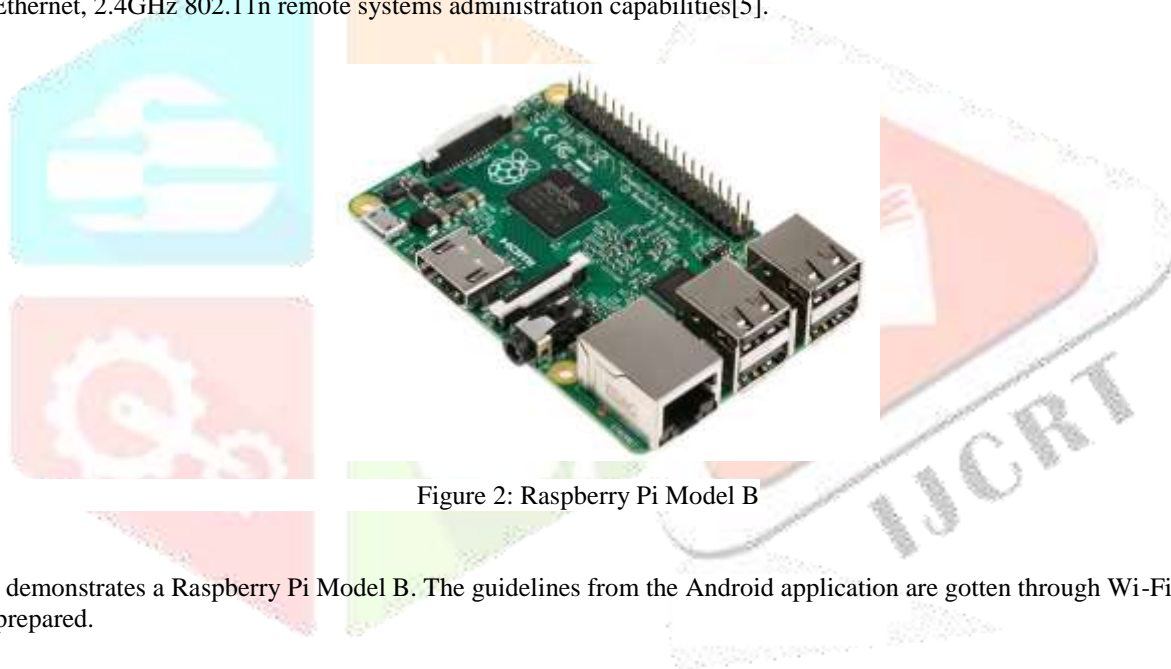 Ethernet, 2.4GHz 802.11n remote systems administration capabilities[5].
HDMI
Figure 2: Raspberry Pi Model B
IJCRT
demonstrates a Raspberry Pi Model B. The guidelines from the Android application are gotten through Wi-Fi
prepared.